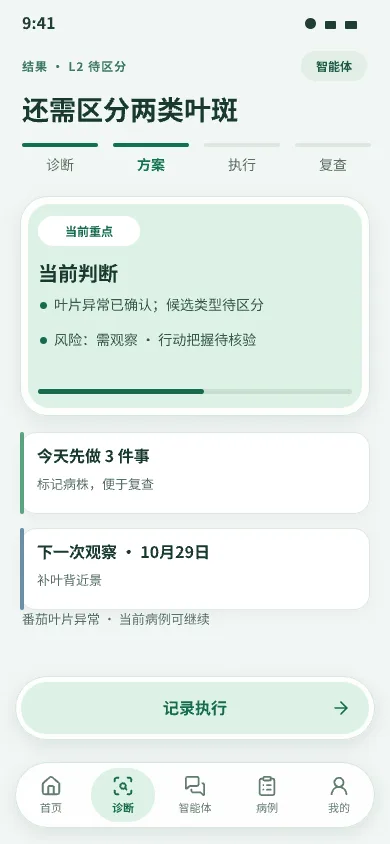 9:41
结果 • L2 待区分
智能体
还需区分两类叶斑
诊断
方案
执行
复查
当前重点
当前判断
叶片异常已确认；候选类型待区分
风险：需观察 • 行动把握待核验
今天先做 3 件事
标记病株，便于复查
下一次观察 • 10月29日
补叶背近景
番茄叶片异常 • 当前病例可继续
记录执行
首页
诊断
智能体
病例
我的